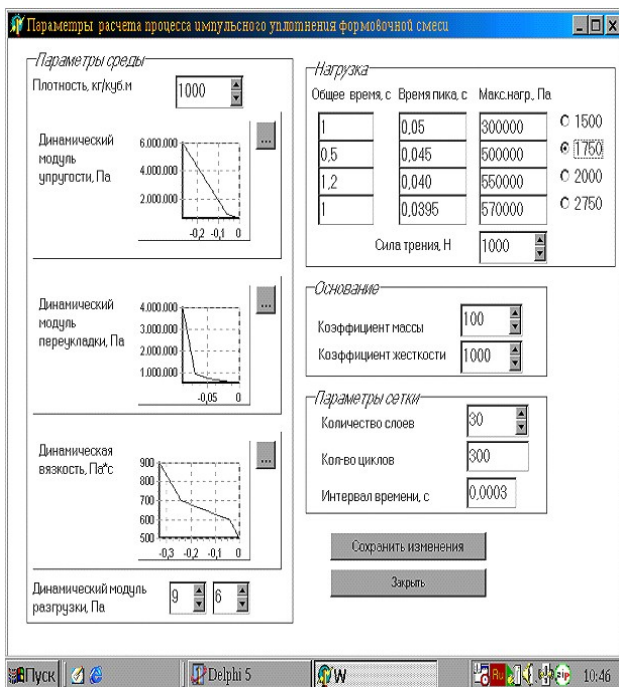 Параметры расчета процесса импульсного уплотнения формовочной смеси
Параметры среды
Плотность, кг/куб.м
1000
Динамический
модуль
упругости, Па
6.000.000
4.000.000
2.000.000
-0,2 -0,1 0
...
Динамический
модуль
переукладки, Па
4.000.000
3.000.000
2.000.000
1.000.000
-0,05 0
...
Динамическая
вязкость, Па*с
900
800
700
600
500
-0,3 -0,2 -0,1 0
...
Динамический модуль
разгрузки, Па
9 6
Нагрузка
Общее время, с Время пика, с Макс.нагр., Па
1 0,05 300000 1500
0,5 0,045 500000 1750
1,2 0,040 550000 2000
1 0,0395 570000 2750
Сила трения, Н 1000
Основание
Коэффициент массы 100
Коэффициент жесткости 1000
Параметры сетки
Количество слоев 30
Кол-во циклов 300
Интервал времени, с 0,0003
Сохранить изменения
Закрыть
Пуск Delphi 5 W Ru zip 10:46